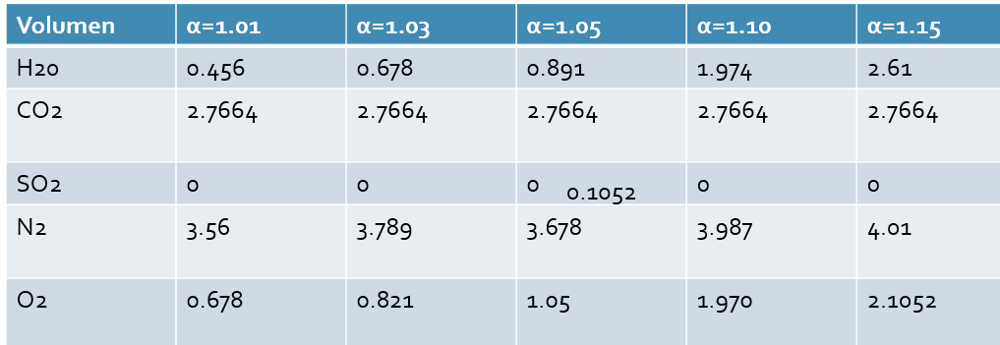 Volumen α=1.01 α=1.03 α=1.05 α=1.10 α=1.15
H2o 0.456 0.678 0.891 1.974 2.61
CO2 2.7664 2.7664 2.7664 2.7664 2.7664
SO2 0 0 0 0.1052 0 0
N2 3.56 3.789 3.678 3.987 4.01
O2 0.678 0.821 1.05 1.970 2.1052